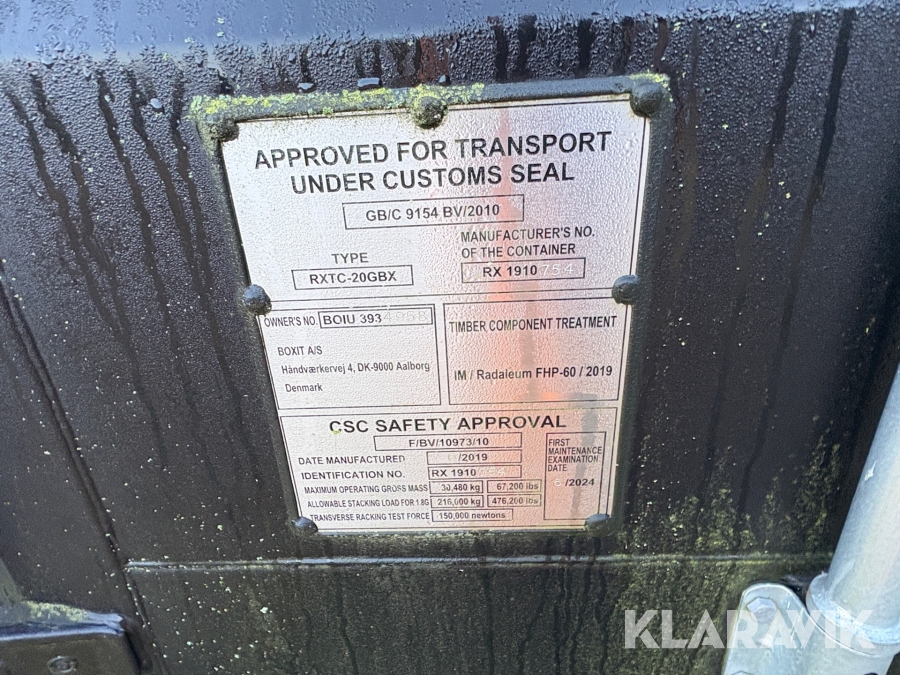 APPROVED FOR TRANSPORT
UNDER CUSTOMS SEAL
GB/C 9154 BV/2010
TYPE
RXTC-20GBX
MANUFACTURER'S NO.
OF THE CONTAINER
RX 1910754
OWNER'S NO. BOIU 3934958
BOXIT A/S
Håndværkervej 4, DK-9000 Aalborg
Denmark
TIMBER COMPONENT TREATMENT
IM / Radaleum FHP-60 / 2019
CSC SAFETY APPROVAL
F/BV/10973/10
DATE MANUFACTURED /2019
IDENTIFICATION NO. RX 1910
MAXIMUM OPERATING GROSS MASS 30,480 kg 67,200 lbs
ALLOWABLE STACKING LOAD FOR 1.8G 216,000 kg 476,200 lbs
TRANSVERSE RACKING TEST FORCE 150,000 newtons
FIRST
MAINTENANCE
EXAMINATION
DATE
6/2024
KLARAVIK